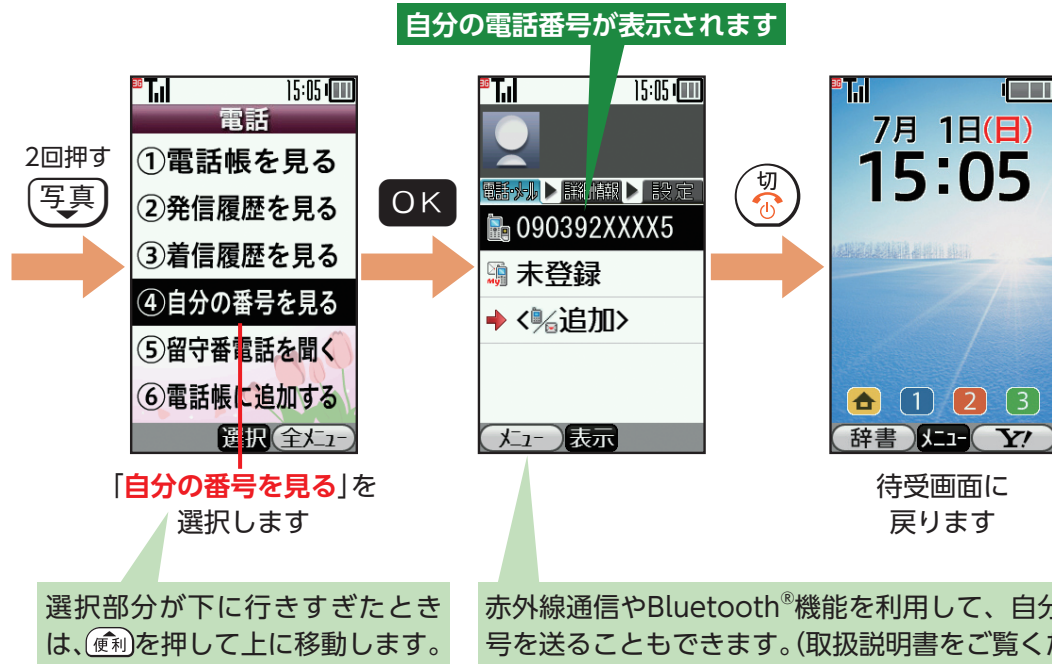 自分の電話番号が表示されます
2回押す
写真
3G
15:05
電話
①電話帳を見る
②発信履歴を見る
③着信履歴を見る
④自分の番号を見る
⑤留守番電話を聞く
⑥電話帳に追加する
選択 全メニュー
「自分の番号を見る」を
選択します
選択部分が下に行きすぎたとき
は、便利を押して上に移動します。
OK
3G
15:05
電話・メール ▶ 詳細情報 ▶ 設定
090392XXXX5
My! 未登録
<追加>
メニュー 表示
赤外線通信やBluetooth®機能を利用して、自分
号を送ることもできます。(取扱説明書をご覧くだ
切
3G
7月 1日(日)
15:05
1 2 3
辞書 メニュー Y!
待受画面に
戻ります